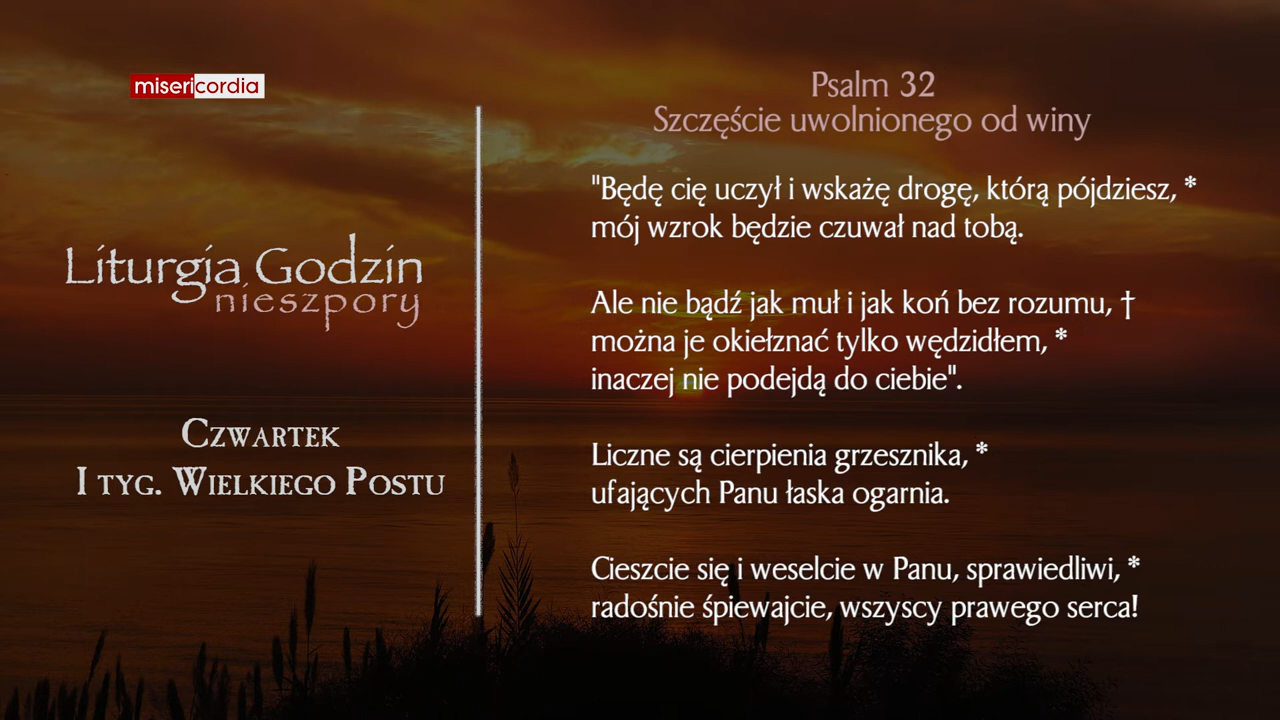 misericordia
Liturgia Godzin
nieszpory
Czwartek
I tyg. Wielkiego Postu
Psalm 32
Szczęście uwolnionego od winy
"Będę cię uczył i wskażę drogę, którą pójdziesz, *
mój wzrok będzie czuwał nad tobą.
Ale nie bądź jak muł i jak koń bez rozumu, †
można je okiełznać tylko wędzidłem, *
inaczej nie podejdą do ciebie".
Liczne są cierpienia grzesznika, *
ufających Panu łaska ogarnia.
Cieszcie się i weselcie w Panu, sprawiedliwi, *
radośnie śpiewajcie, wszyscy prawego serca!